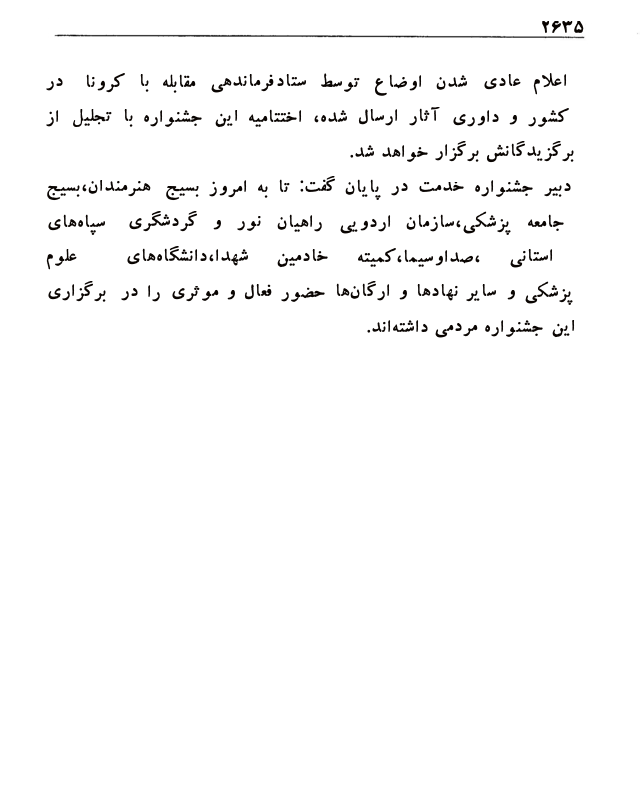 ۲۶۳۵
اعلام عادی شدن اوضاع توسط ستادفرماندهی مقابله با کرونا در
کشور و داوری آثار ارسال شده، اختتامیه این جشنواره با تجلیل از
برگزیدگانش برگزار خواهد شد.
دبیر جشنواره خدمت در پایان گفت: تا به امروز بسیج هنرمندان،بسیج
جامعه پزشکی،سازمان اردویی راهیان نور و گردشگری سپاه‌های
استانی ،صداوسیما،کمیته خادمین شهدا،دانشگاه‌های علوم
پزشکی و سایر نهادها و ارگان‌ها حضور فعال و موثری را در برگزاری
این جشنواره مردمی داشته‌اند.